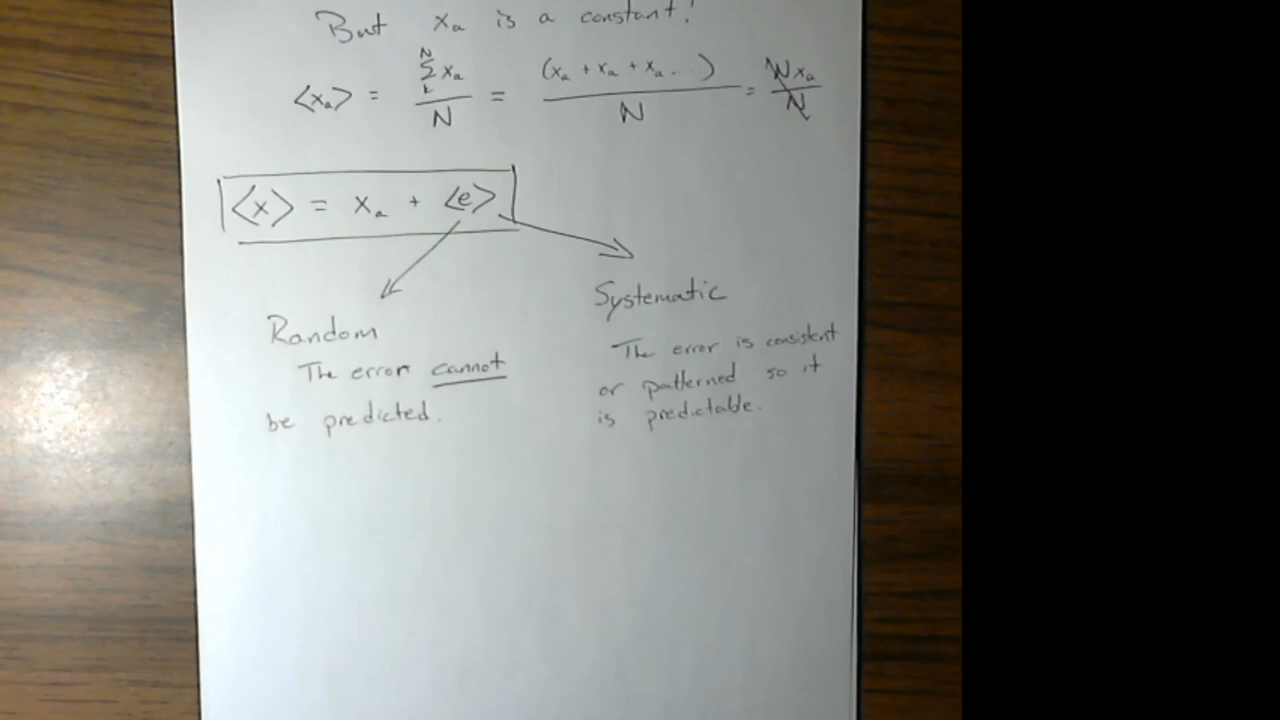 But xₐ is a constant!
⟨xₐ⟩ = N Σ 1 xₐ / N = (xₐ + xₐ + xₐ...) / N = N xₐ / N
⟨x⟩ = xₐ + ⟨e⟩
Random
The error cannot
be predicted.
Systematic
The error is consistent
or patterned so it
is predictable.